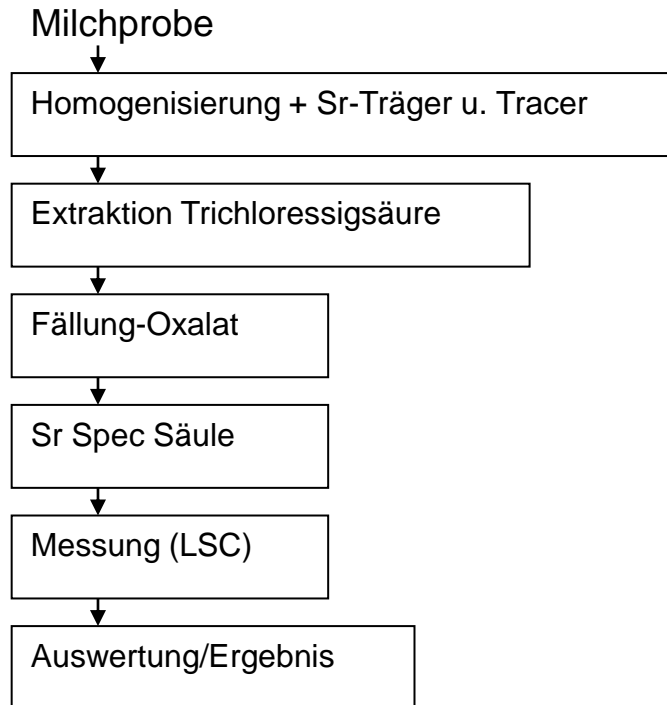 Milchprobe
Homogenisierung + Sr-Träger u. Tracer
Extraktion Trichloressigsäure
Fällung-Oxalat
Sr Spec Säule
Messung (LSC)
Auswertung/Ergebnis